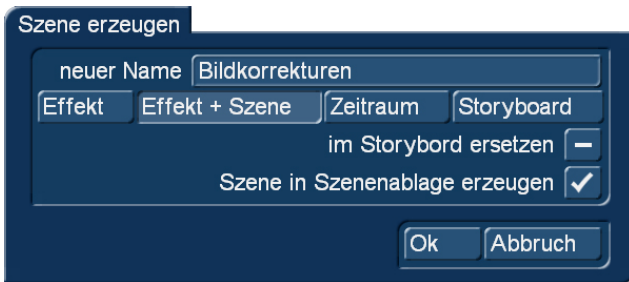 Szene erzeugen
neuer Name Bildkorrekturen
Effekt Effekt + Szene Zeitraum Storyboard
im Storybord ersetzen
Szene in Szenenablage erzeugen
Ok Abbruch